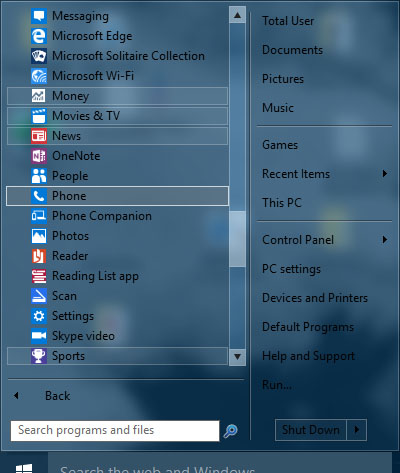 Messaging
Microsoft Edge
Microsoft Solitaire Collection
Microsoft Wi-Fi
Money
Movies & TV
News
OneNote
People
Phone
Phone Companion
Photos
Reader
Reading List app
Scan
Settings
Skype video
Sports
Back
Search programs and files
Total User
Documents
Pictures
Music
Games
Recent Items
This PC
Control Panel
PC settings
Devices and Printers
Default Programs
Help and Support
Run...
Shut Down
Search the web and Windows